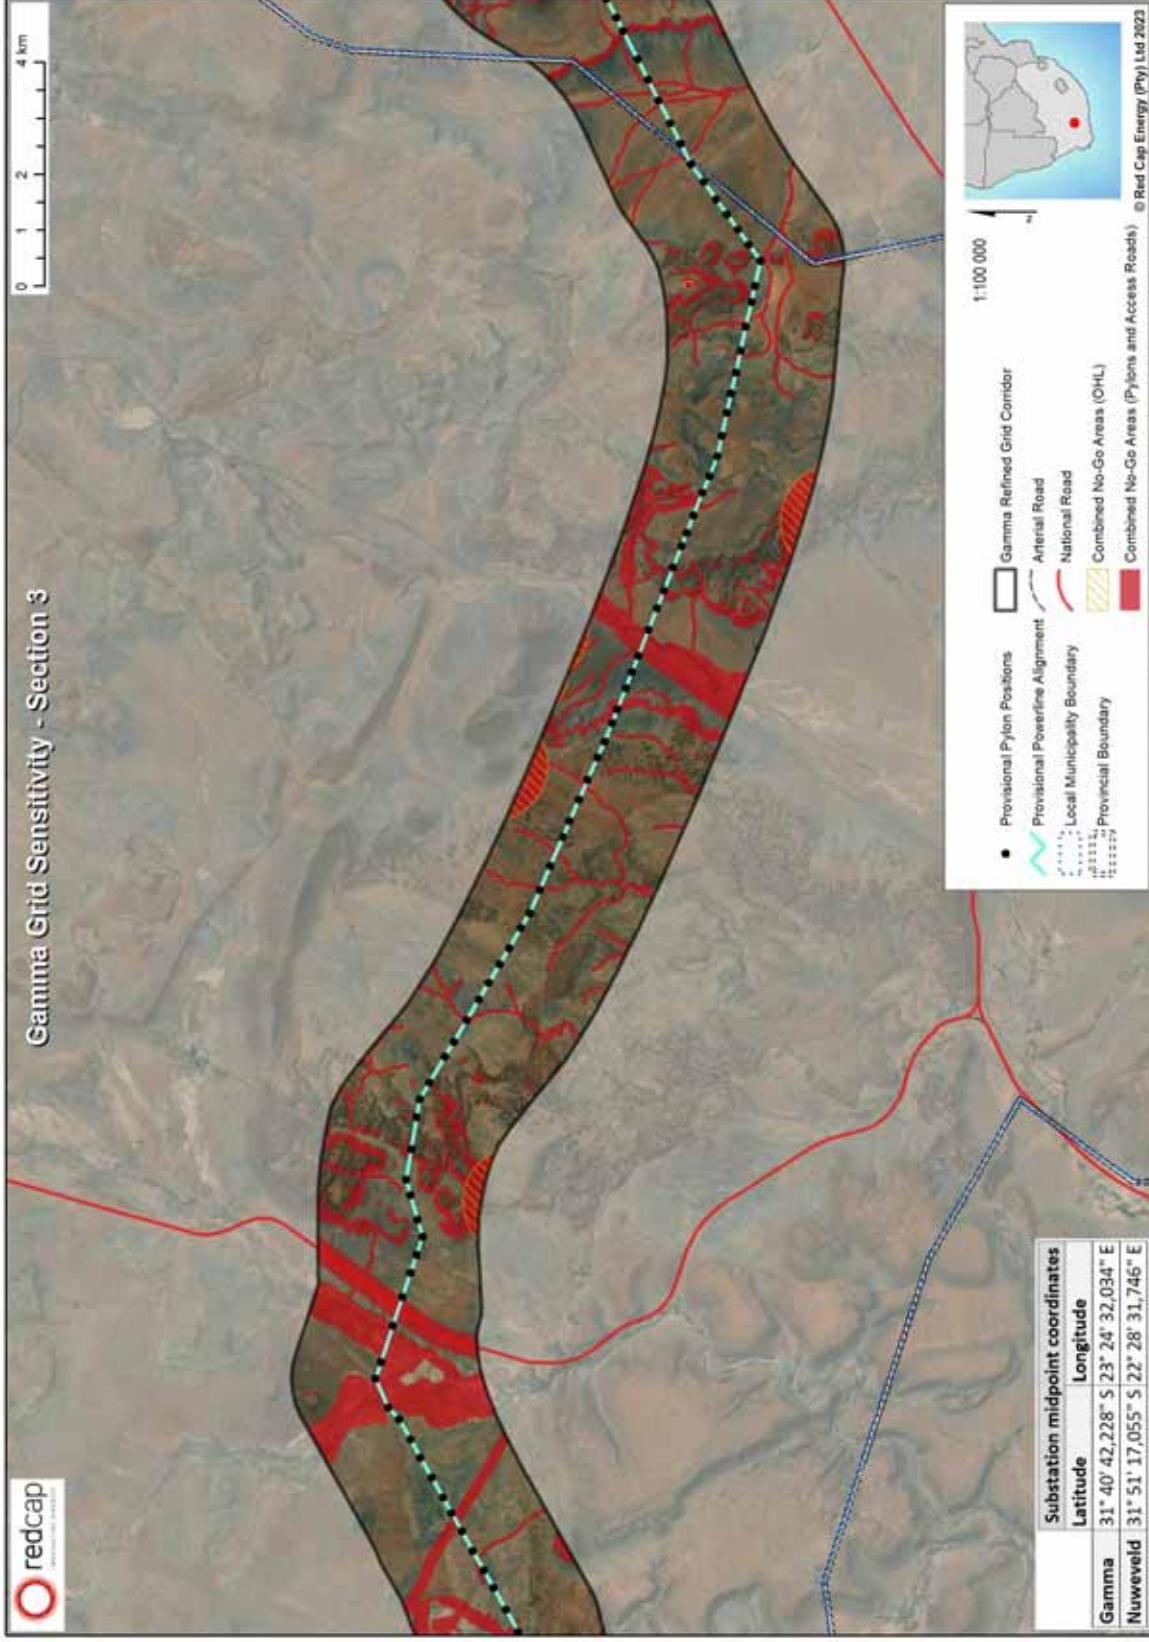 Gamma Grid Sensitivity - Section 3
redcap
0 1 2 4 km
Substation midpoint coordinates
Latitude Longitude
Gamma 31° 40' 42,228" S 23° 24' 32,034" E
Nuweveld 31° 51' 17,055" S 22° 28' 31,746" E
Provisional Pylon Positions
Provisional Powerline Alignment
Local Municipality Boundary
Provincial Boundary
Gamma Refined Grid Corridor
Arterial Road
National Road
Combined No-Go Areas (OHL)
Combined No-Go Areas (Pylons and Access Roads)
1:100 000
N
© Red Cap Energy (Pty) Ltd 2023